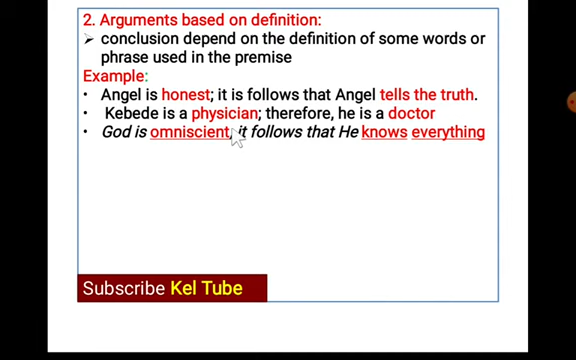 2. Arguments based on definition:
➢ conclusion depend on the definition of some words or
phrase used in the premise
Example:
• Angel is honest; it is follows that Angel tells the truth.
• Kebede is a physician; therefore, he is a doctor
• God is omniscient, it follows that He knows everything
Subscribe Kel Tube